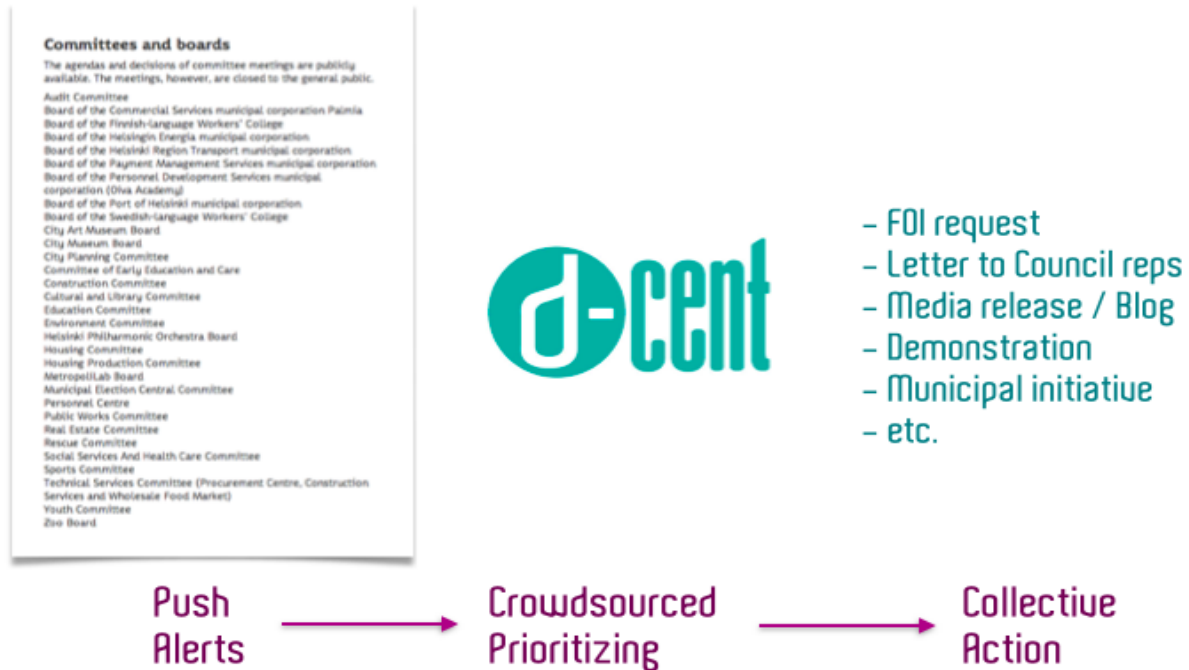 Committees and boards
The agendas and decisions of committee meetings are publicly
available. The meetings, however, are closed to the general public.
Audit Committee
Board of the Commercial Services municipal corporation Palmia
Board of the Finnish-language Workers' College
Board of the Helsingin Energia municipal corporation
Board of the Helsinki Region Transport municipal corporation
Board of the Payment Management Services municipal corporation
Board of the Personnel Development Services municipal
corporation (Oiva Academy)
Board of the Port of Helsinki municipal corporation
Board of the Swedish-language Workers' College
City Art Museum Board
City Museum Board
City Planning Committee
Committee of Early Education and Care
Construction Committee
Cultural and Library Committee
Education Committee
Environment Committee
Helsinki Philharmonic Orchestra Board
Housing Committee
Housing Production Committee
MetropoliLab Board
Municipal Election Central Committee
Personnel Centre
Public Works Committee
Real Estate Committee
Rescue Committee
Social Services And Health Care Committee
Sports Committee
Technical Services Committee (Procurement Centre, Construction
Services and Wholesale Food Market)
Youth Committee
Zoo Board
d-cent
– FOI request
– Letter to Council reps
– Media release / Blog
– Demonstration
– Municipal initiative
– etc.
Push
Alerts
Crowdsourced
Prioritizing
Collective
Action